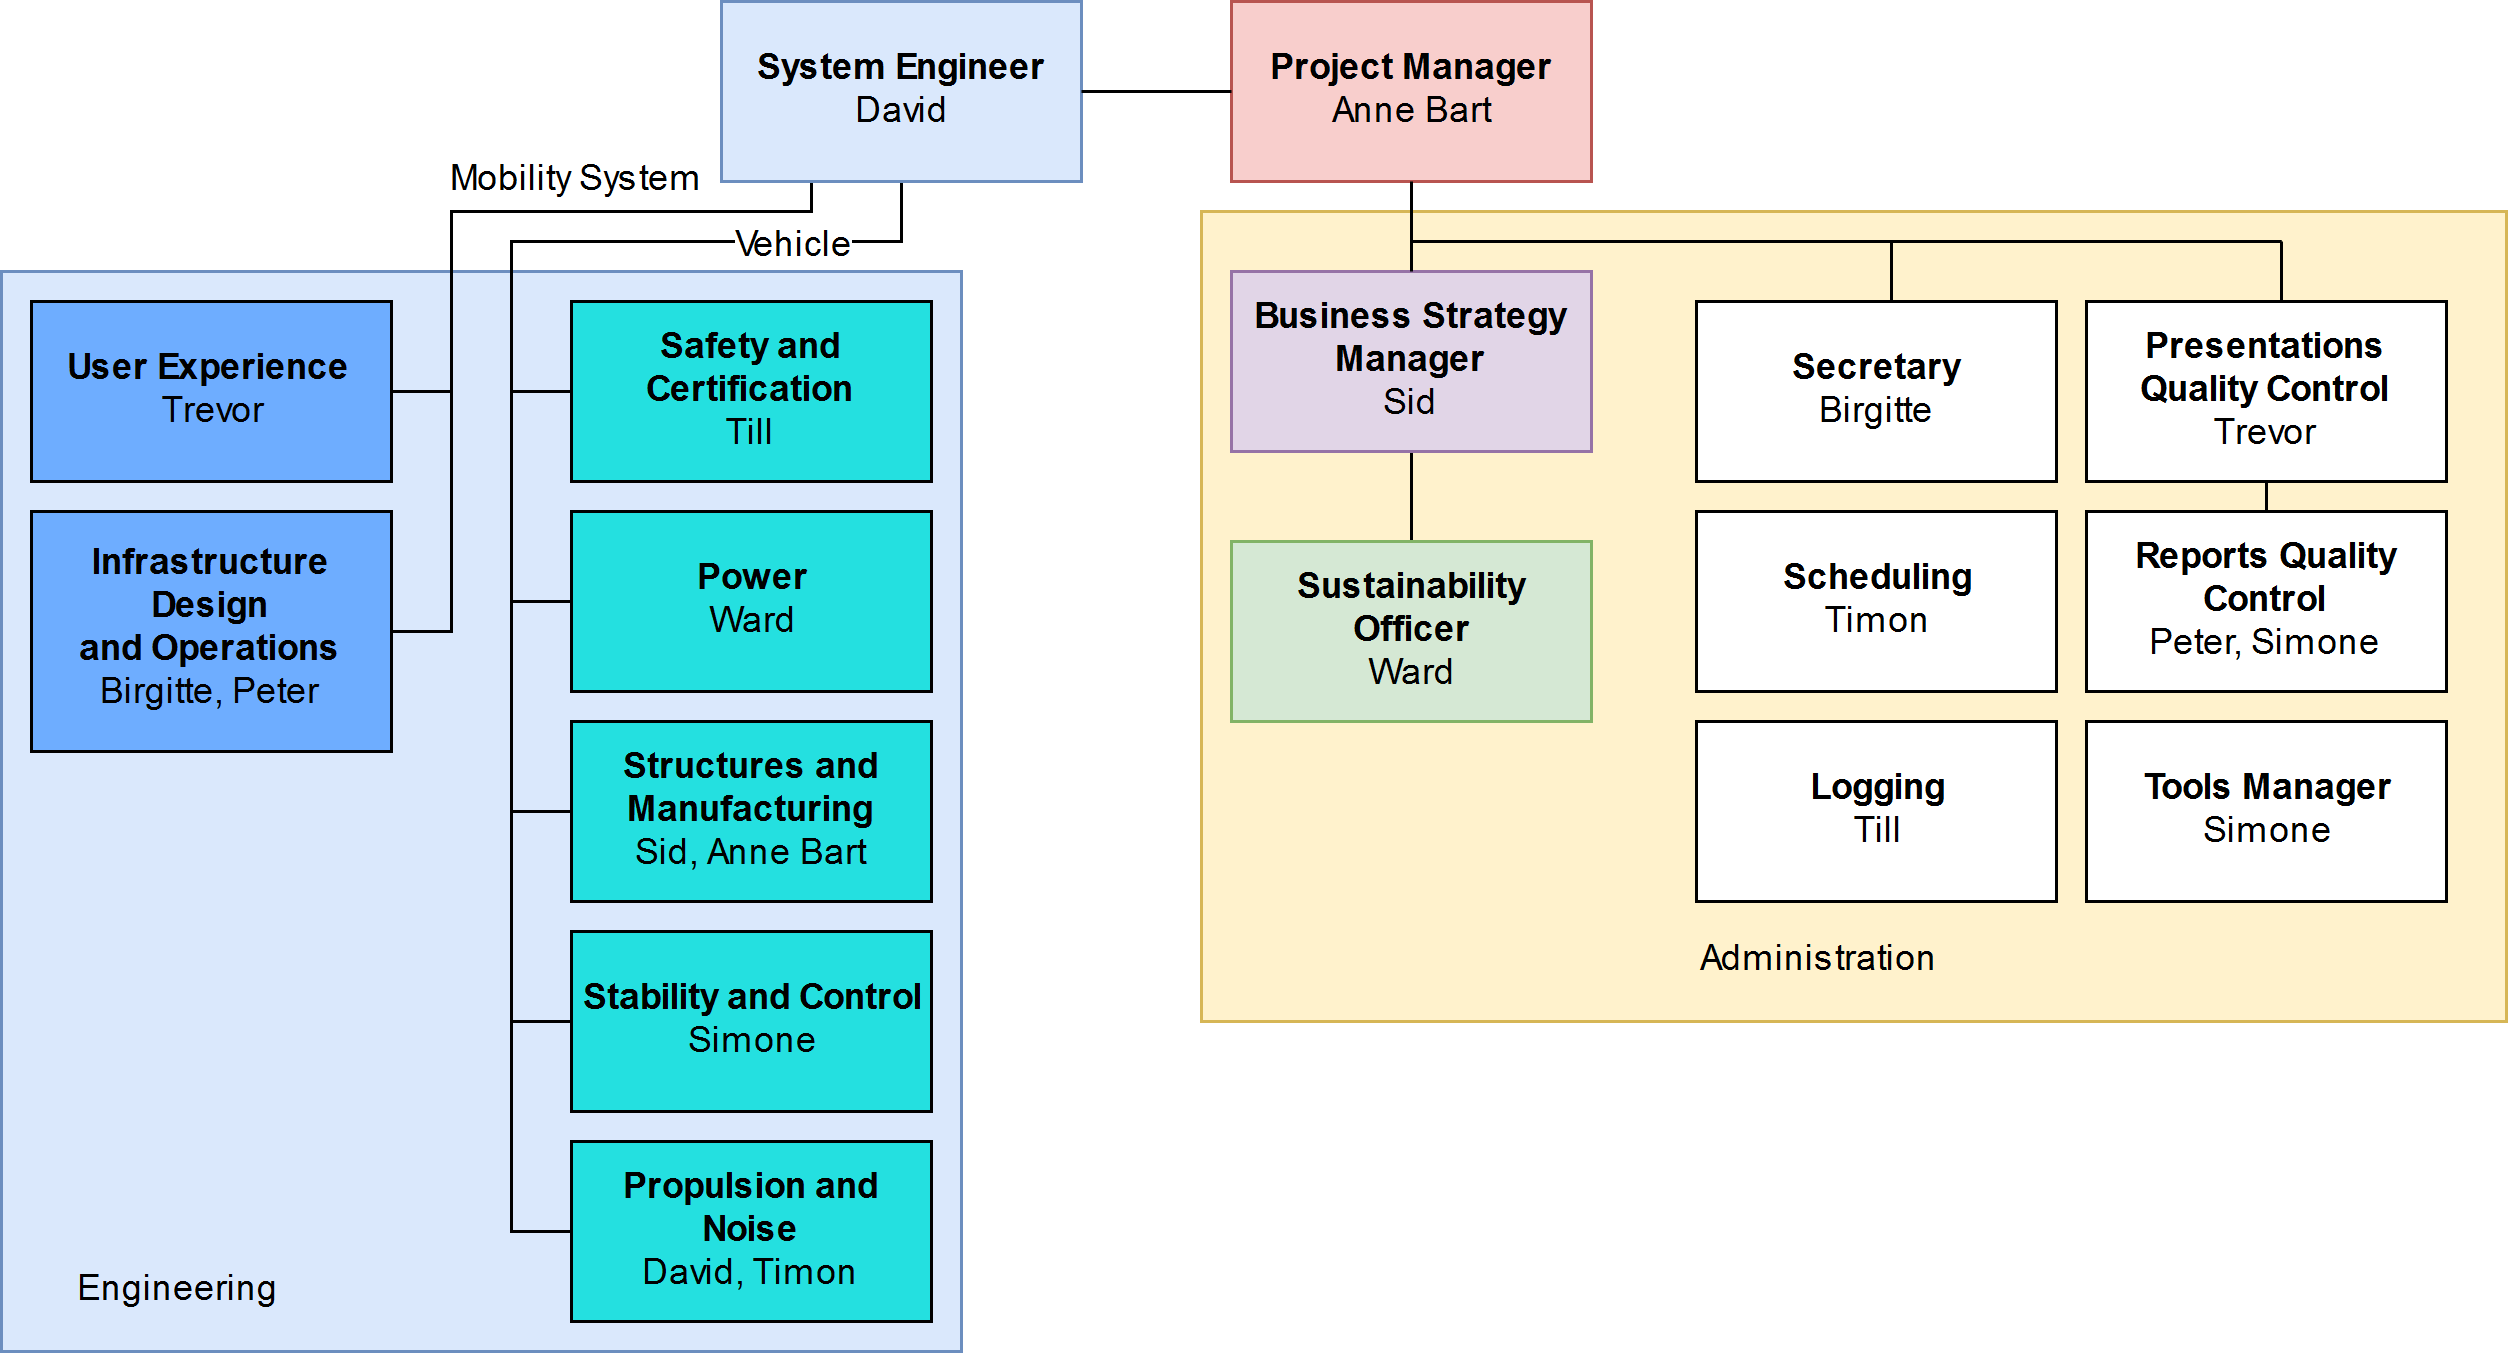 System Engineer
David
Project Manager
Anne Bart
Mobility System
Vehicle
User Experience
Trevor
Infrastructure
Design
and Operations
Birgitte, Peter
Safety and
Certification
Till
Power
Ward
Structures and
Manufacturing
Sid, Anne Bart
Stability and Control
Simone
Propulsion and
Noise
David, Timon
Engineering
Business Strategy
Manager
Sid
Sustainability
Officer
Ward
Secretary
Birgitte
Presentations
Quality Control
Trevor
Scheduling
Timon
Reports Quality
Control
Peter, Simone
Logging
Till
Tools Manager
Simone
Administration